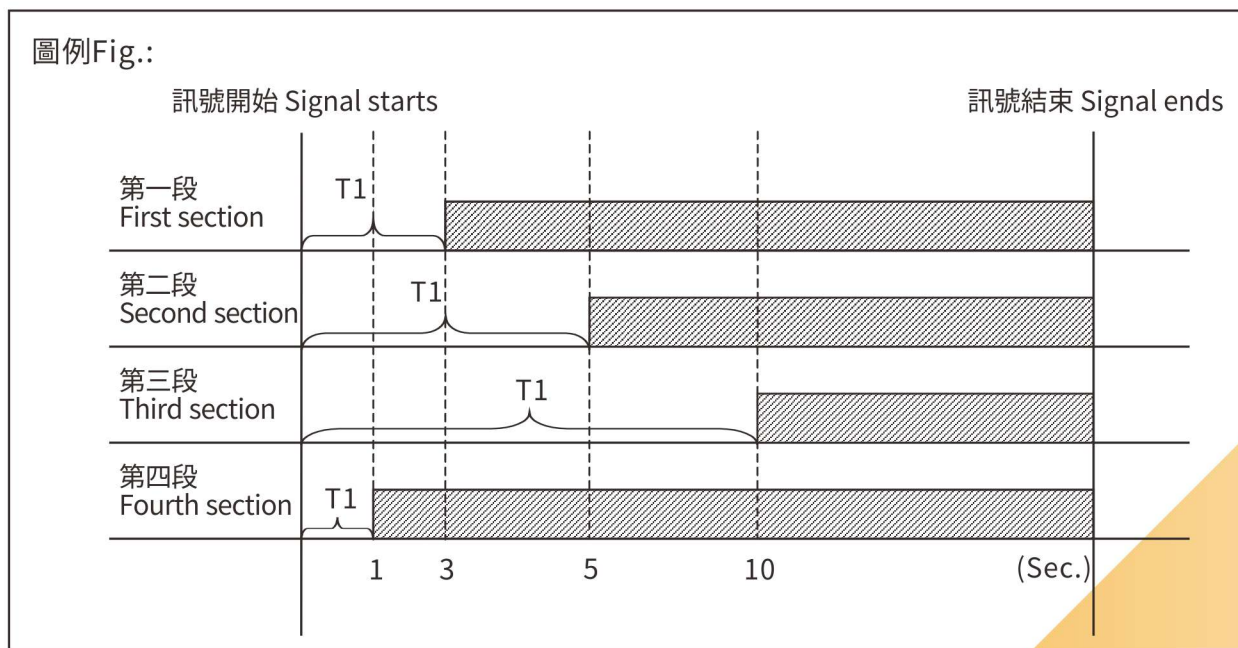 圖例Fig.:
訊號開始 Signal starts
訊號結束 Signal ends
第一段
First section
T1
第二段
Second section
T1
第三段
Third section
T1
第四段
Fourth section
T1
1 3 5 10 (Sec.)